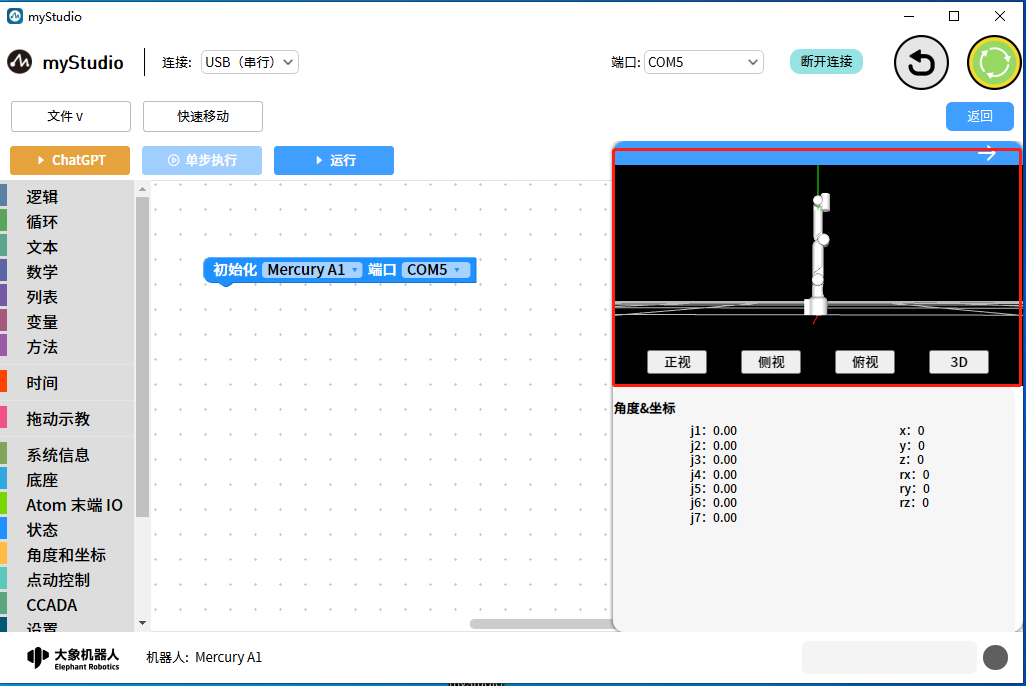 myStudio
myStudio 连接: USB（串行） 端口: COM5 断开连接
文件 v 快速移动 返回
ChatGPT 单步执行 运行
逻辑
循环
文本
数学
列表
变量
方法
时间
拖动示教
系统信息
底座
Atom 末端 IO
状态
角度和坐标
点动控制
CCADA
设置
初始化 Mercury A1 端口 COM5
正视 侧视 俯视 3D
角度&坐标
j1: 0.00 x: 0
j2: 0.00 y: 0
j3: 0.00 z: 0
j4: 0.00 rx: 0
j5: 0.00 ry: 0
j6: 0.00 rz: 0
j7: 0.00
大象机器人
Elephant Robotics
机器人: Mercury A1